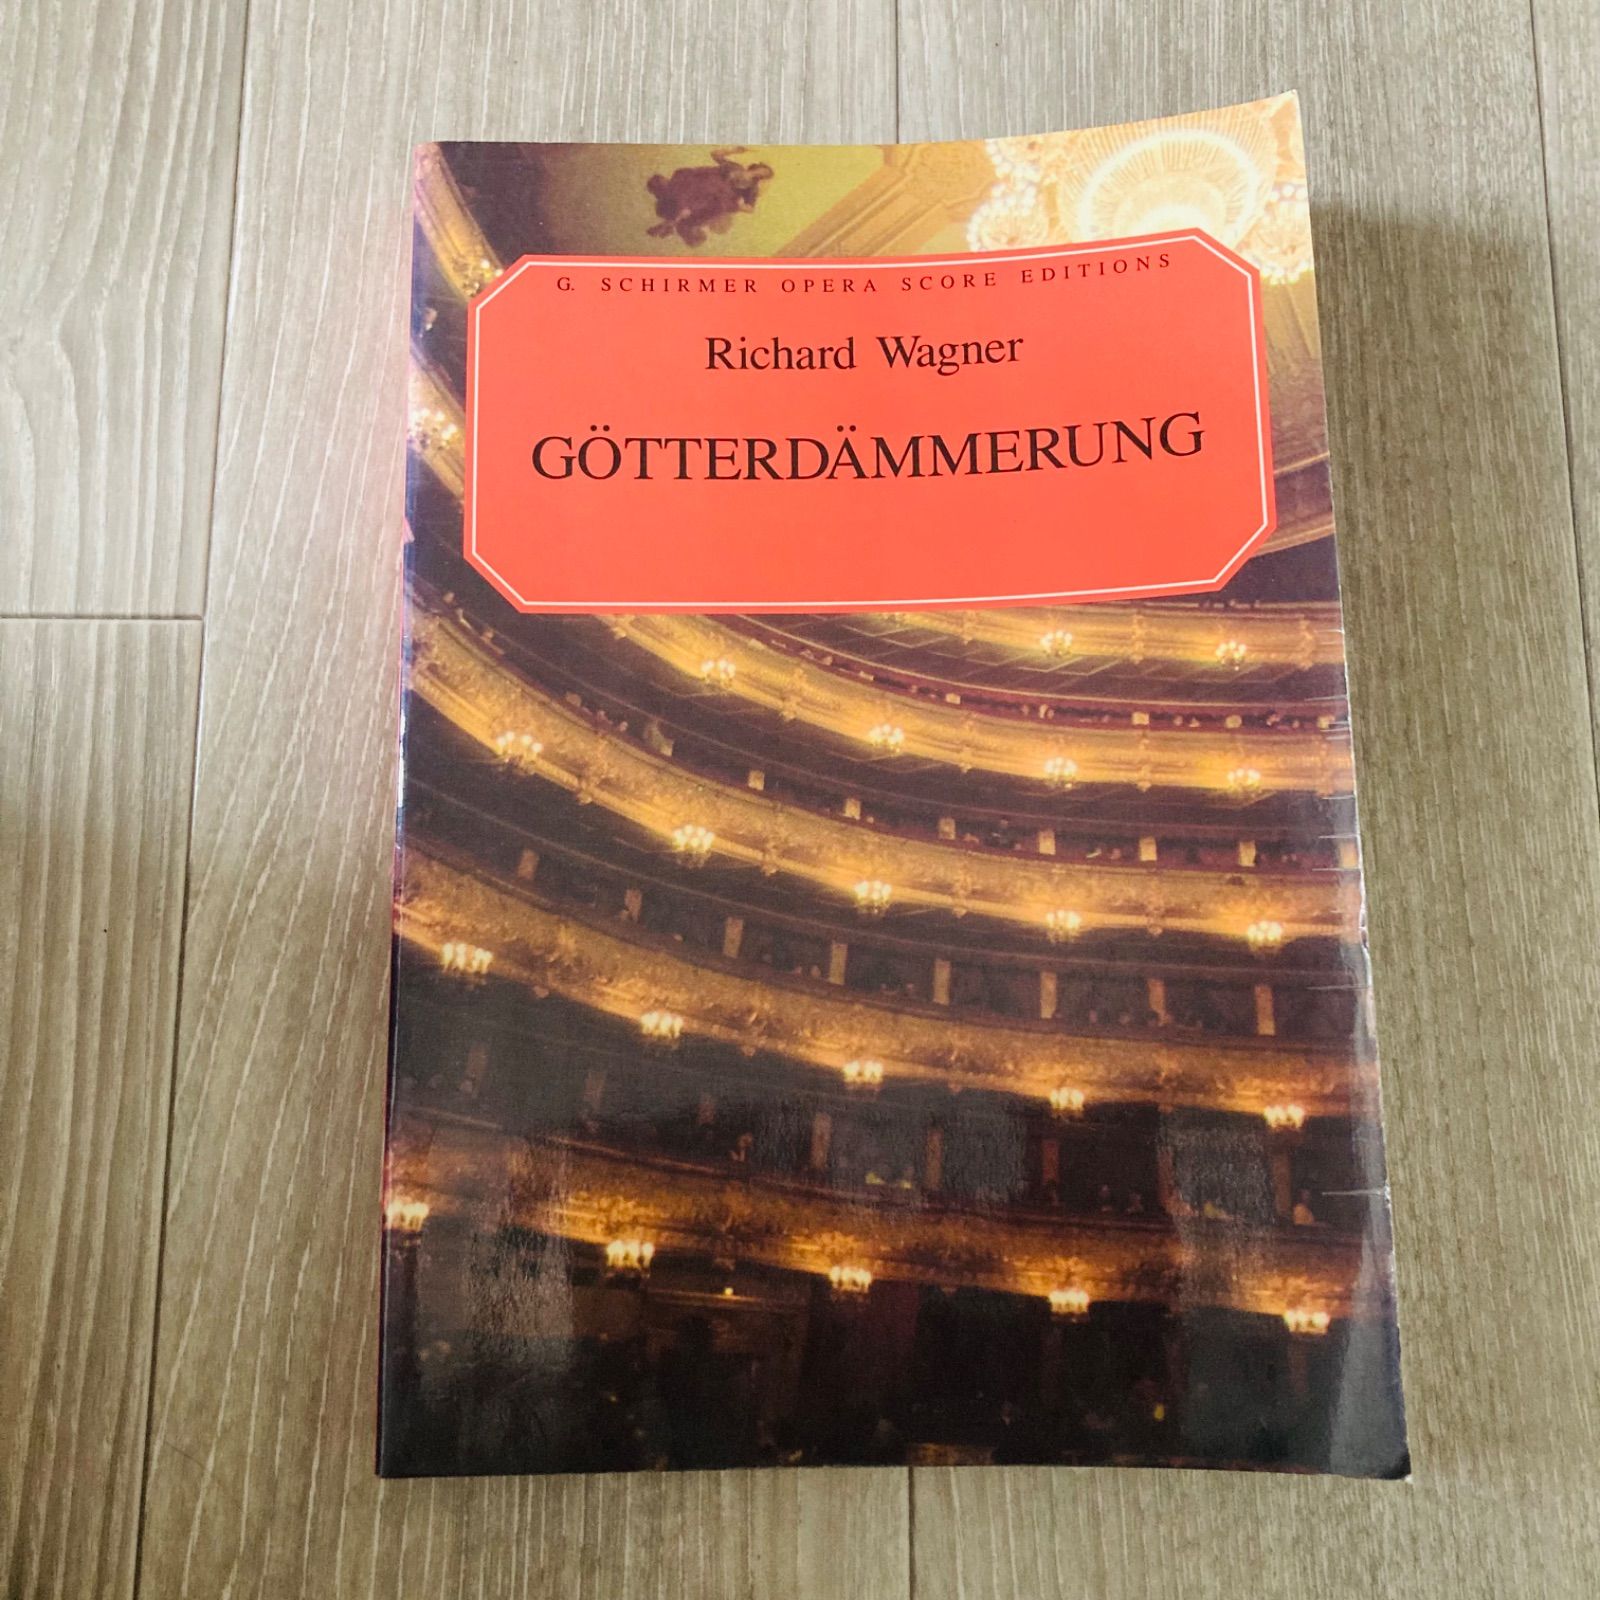 G. SCHIRMER OPERA SCORE EDITIONS
Richard Wagner
GÖTTERDÄMMERUNG